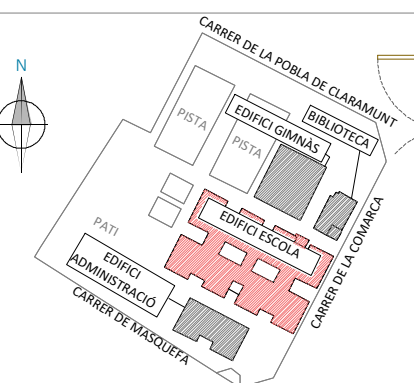 CARRER DE LA POBLA DE CLARAMUNT
N
PISTA
EDIFICI GIMNÀS
BIBLIOTECA
PISTA
EDIFICI ESCOLA
PATI
EDIFICI
ADMINISTRACIÓ
CARRER DE LA COMARCA
CARRER DE MASQUEFA